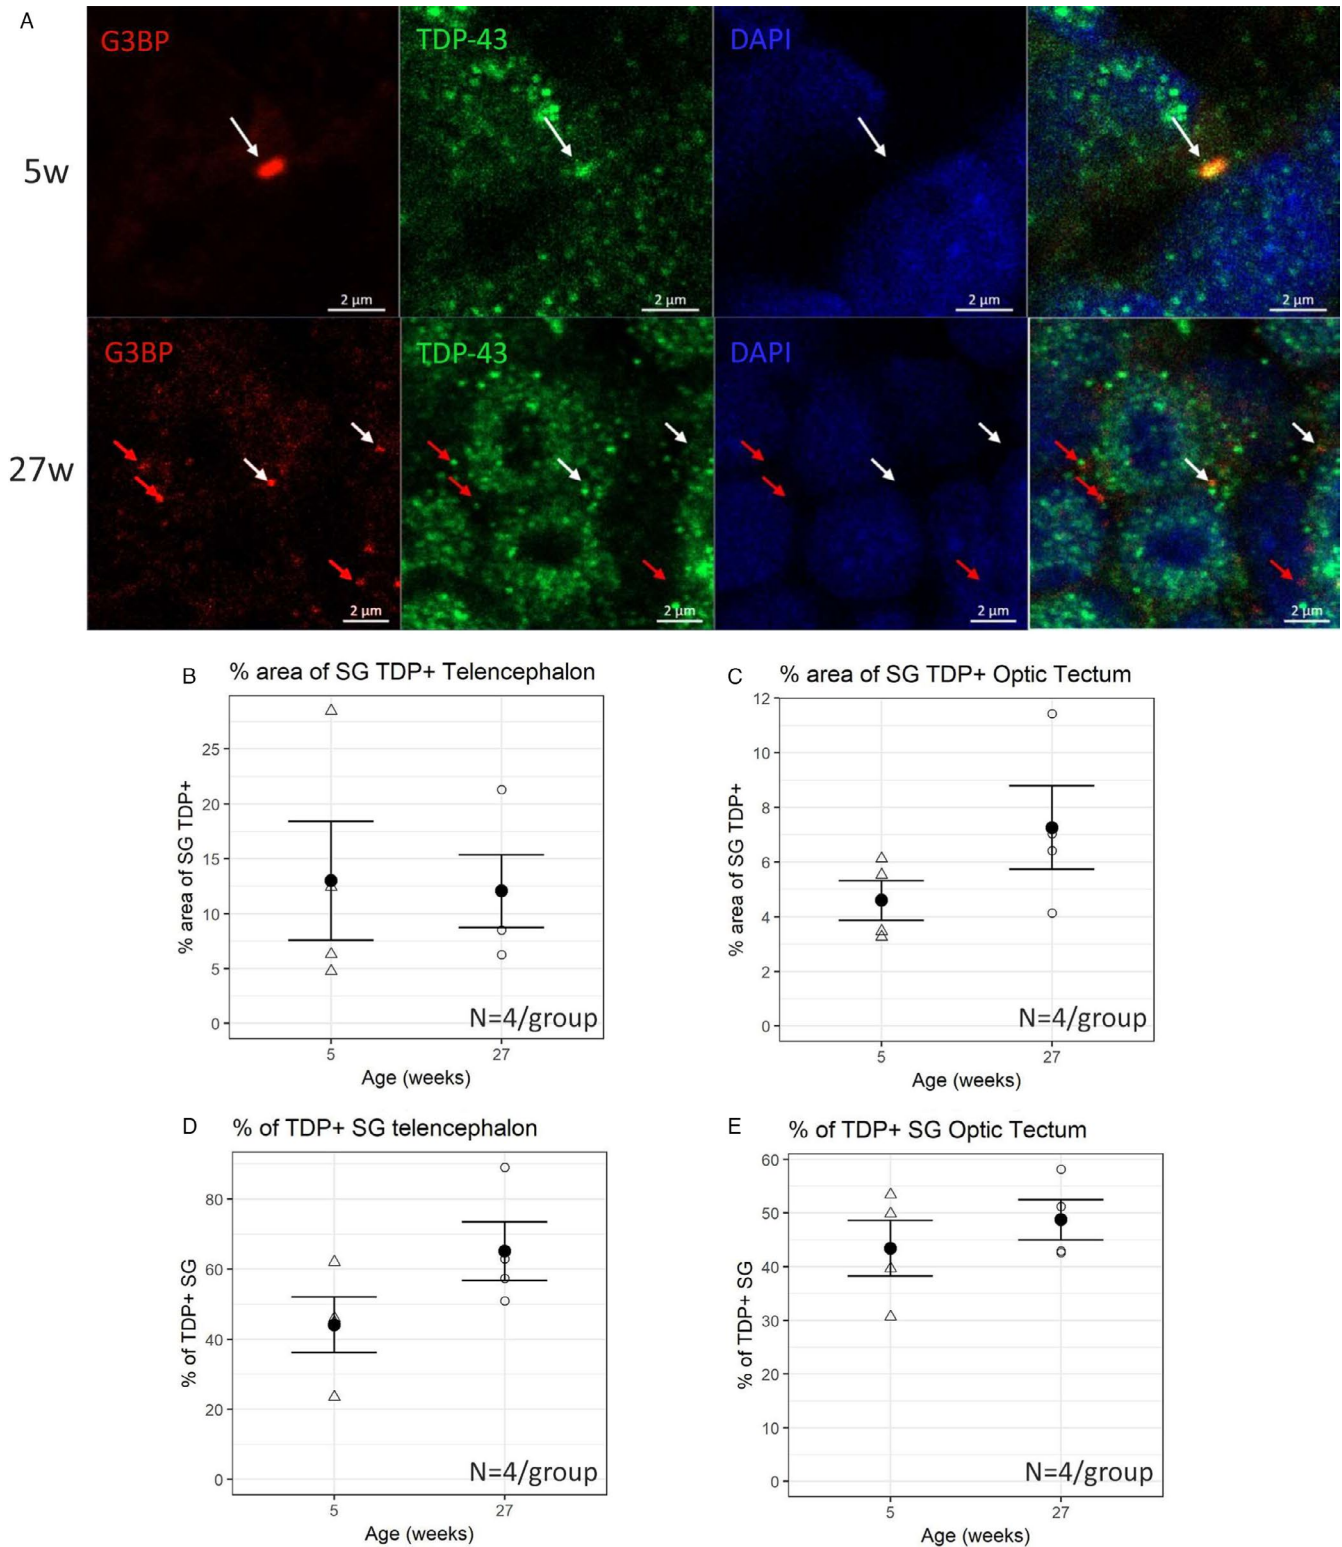 A
G3BP
TDP-43
DAPI
5w
2 µm
2 µm
2 µm
2 µm
G3BP
TDP-43
DAPI
27w
2 µm
2 µm
2 µm
2 µm
B
% area of SG TDP+ Telencephalon
% area of SG TDP+
25
20
15
10
5
0
N=4/group
5
27
Age (weeks)
C
% area of SG TDP+ Optic Tectum
% area of SG TDP+
12
10
8
6
4
2
0
N=4/group
5
27
Age (weeks)
D
% of TDP+ SG telencephalon
% of TDP+ SG
80
60
40
20
0
N=4/group
5
27
Age (weeks)
E
% of TDP+ SG Optic Tectum
% of TDP+ SG
60
50
40
30
20
10
0
N=4/group
5
27
Age (weeks)